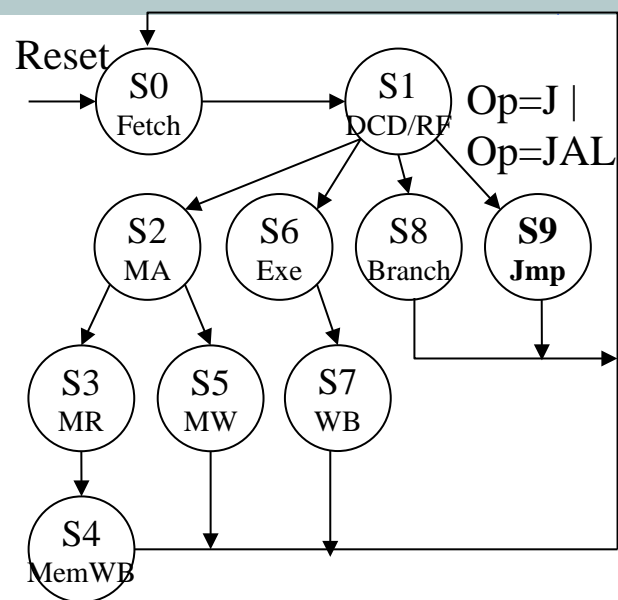 Reset
S0
Fetch
S1
DCD/RF
Op=J |
Op=JAL
S2
MA
S6
Exe
S8
Branch
S9
Jmp
S3
MR
S5
MW
S7
WB
S4
MemWB